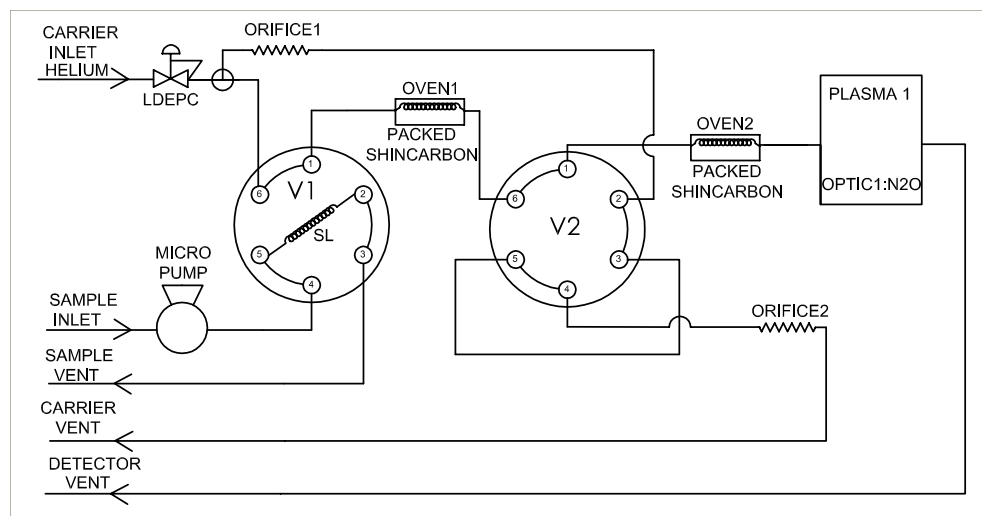 CARRIER
INLET
HELIUM
LDEPC
ORIFICE1
OVEN1
PACKED
SHINCARBON
OVEN2
PACKED
SHINCARBON
PLASMA 1
OPTIC1:N2O
V1
1
2
3
4
5
6
SL
V2
1
2
3
4
5
6
MICRO
PUMP
SAMPLE
INLET
ORIFICE2
SAMPLE
VENT
CARRIER
VENT
DETECTOR
VENT